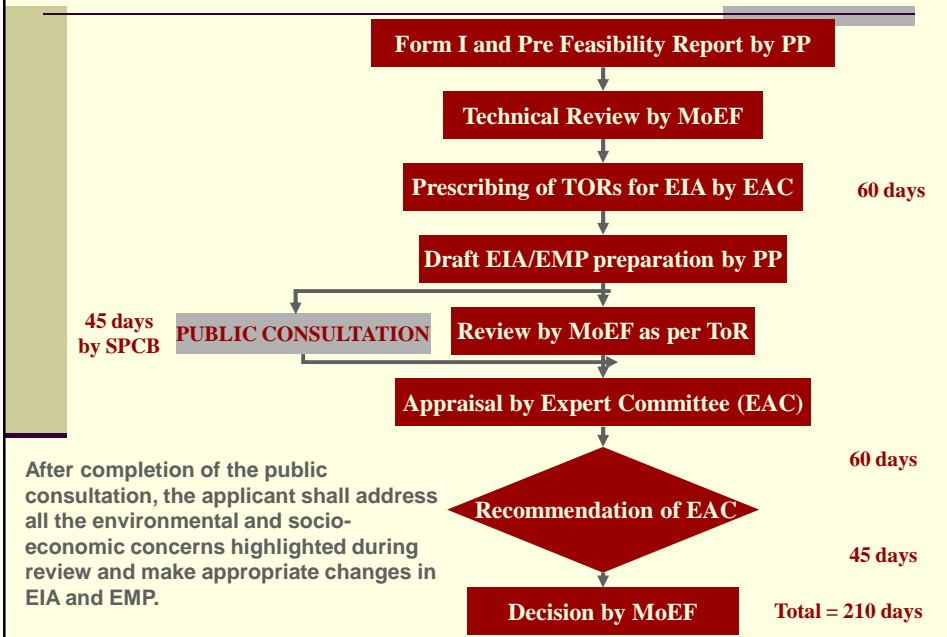 Form I and Pre Feasibility Report by PP
Technical Review by MoEF
Prescribing of TORs for EIA by EAC
60 days
Draft EIA/EMP preparation by PP
45 days
by SPCB
PUBLIC CONSULTATION
Review by MoEF as per ToR
Appraisal by Expert Committee (EAC)
60 days
After completion of the public
consultation, the applicant shall address
all the environmental and socio-
economic concerns highlighted during
review and make appropriate changes in
EIA and EMP.
Recommendation of EAC
45 days
Decision by MoEF
Total = 210 days